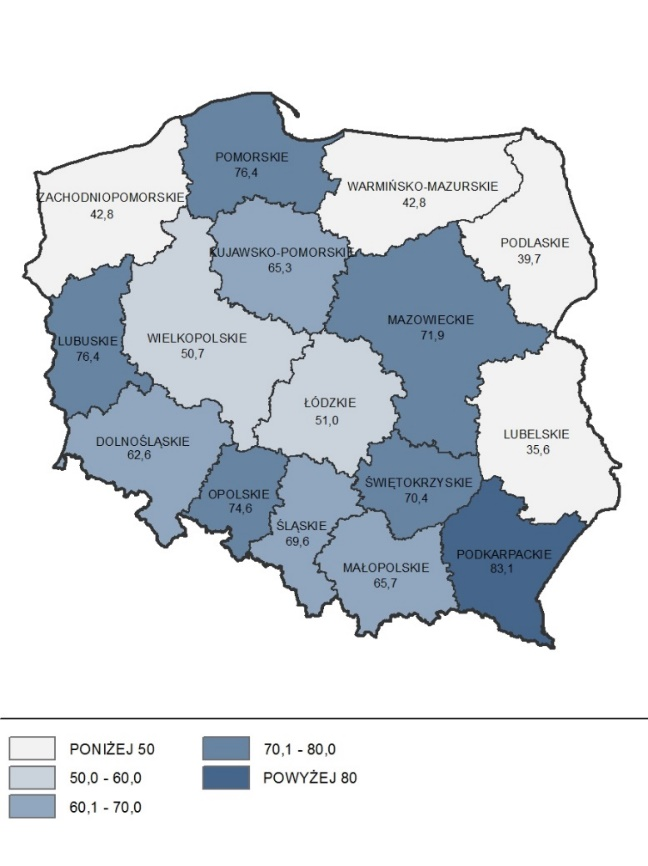 POMORSKIE
76,4
WARMIŃSKO-MAZURSKIE
42,8
ZACHODNIOPOMORSKIE
42,8
PODLASKIE
39,7
KUJAWSKO-POMORSKIE
65,3
MAZOWIECKIE
71,9
LUBUSKIE
76,4
WIELKOPOLSKIE
50,7
ŁÓDZKIE
51,0
LUBELSKIE
35,6
DOLNOŚLĄSKIE
62,6
OPOLSKIE
74,6
ŚWIĘTOKRZYSKIE
70,4
ŚLĄSKIE
69,6
MAŁOPOLSKIE
65,7
PODKARPACKIE
83,1
PONIŻEJ 50
50,0 - 60,0
60,1 - 70,0
70,1 - 80,0
POWYŻEJ 80